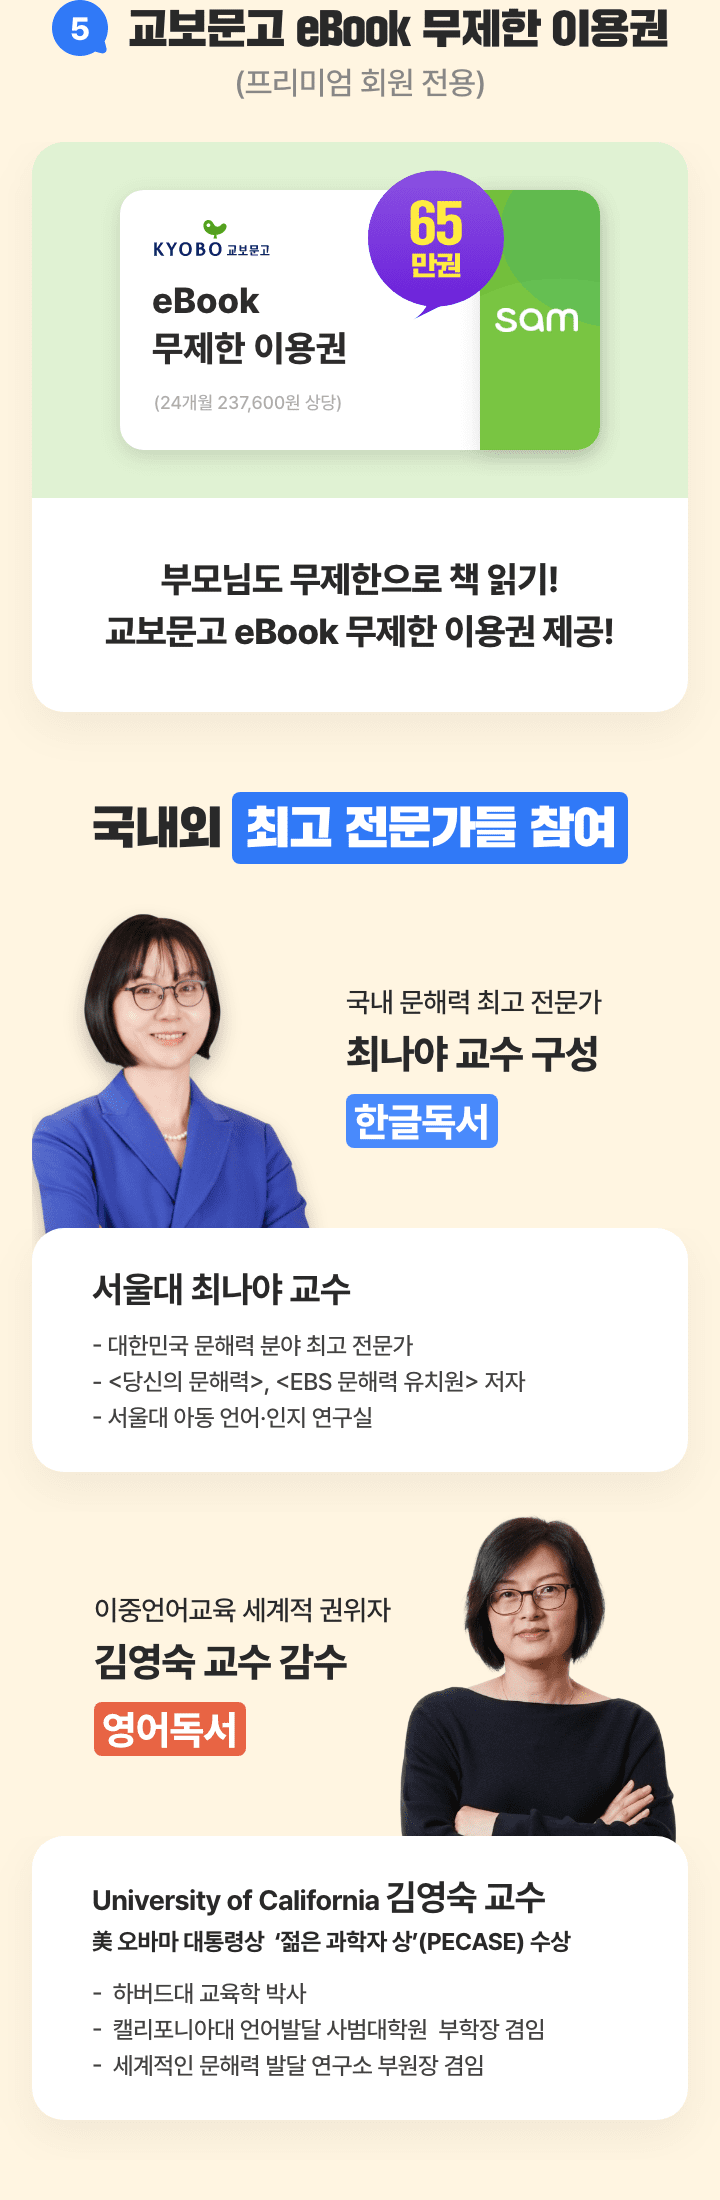 5 교보문고 eBook 무제한 이용권
(프리미엄 회원 전용)
65
만권
KYOBO 교보문고
eBook
무제한 이용권
(24개월 237,600원 상당)
sam
부모님도 무제한으로 책 읽기!
교보문고 eBook 무제한 이용권 제공!
국내외 최고 전문가들 참여
국내 문해력 최고 전문가
최나야 교수 구성
한글독서
서울대 최나야 교수
- 대한민국 문해력 분야 최고 전문가
- <당신의 문해력>, <EBS 문해력 유치원> 저자
- 서울대 아동 언어·인지 연구실
이중언어교육 세계적 권위자
김영숙 교수 감수
영어독서
University of California 김영숙 교수
美 오바마 대통령상 ‘젊은 과학자 상’(PECASE) 수상
- 하버드대 교육학 박사
- 캘리포니아대 언어발달 사범대학원 부학장 겸임
- 세계적인 문해력 발달 연구소 부원장 겸임